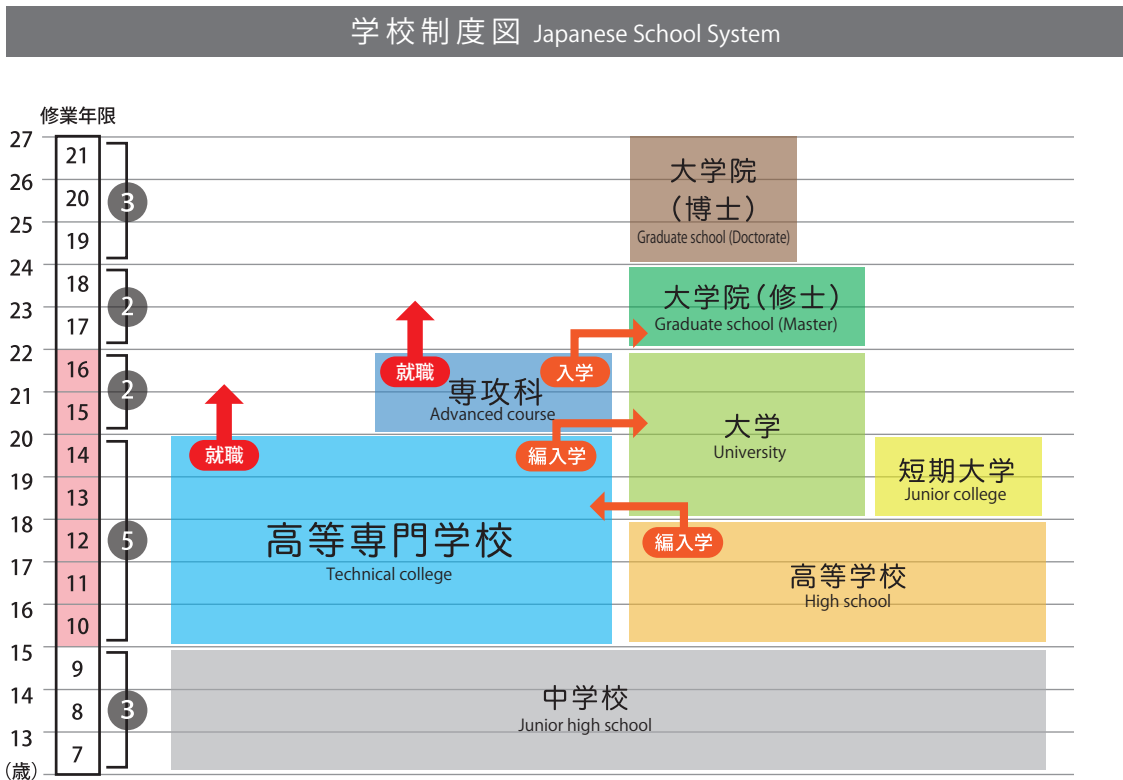 学校制度図 Japanese School System
修業年限
27
21
26
20
3
25
19
24
18
23
2
17
22
16
21
2
15
20
14
19
13
18
12
5
17
11
16
10
15
9
14
8
3
13
7
(歳)
大学院
(博士)
Graduate school (Doctorate)
大学院(修士)
Graduate school (Master)
就職
専攻科
Advanced course
入学
就職
編入学
大学
University
短期大学
Junior college
高等専門学校
Technical college
編入学
高等学校
High school
中学校
Junior high school